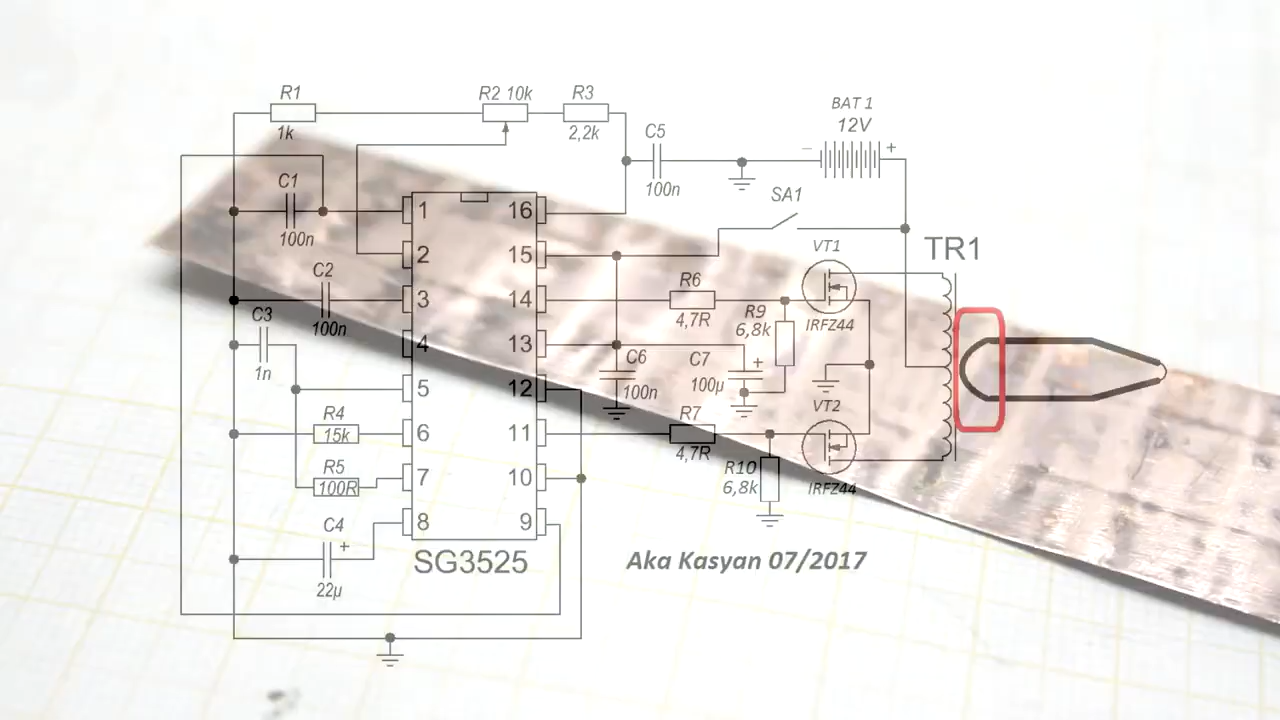 R1
1k
R2 10k
R3
2,2k
C5
100n
BAT 1
12V
− +
SA1
C1
100n
C2
100n
C3
1n
R4
15k
R5
100R
C4
+
22µ
1
2
3
4
5
6
7
8
16
15
14
13
12
11
10
9
SG3525
R6
4,7R
R9
6,8k
C6
100n
C7
+
100µ
R7
4,7R
R10
6,8k
VT1
IRFZ44
VT2
IRFZ44
TR1
Aka Kasyan 07/2017